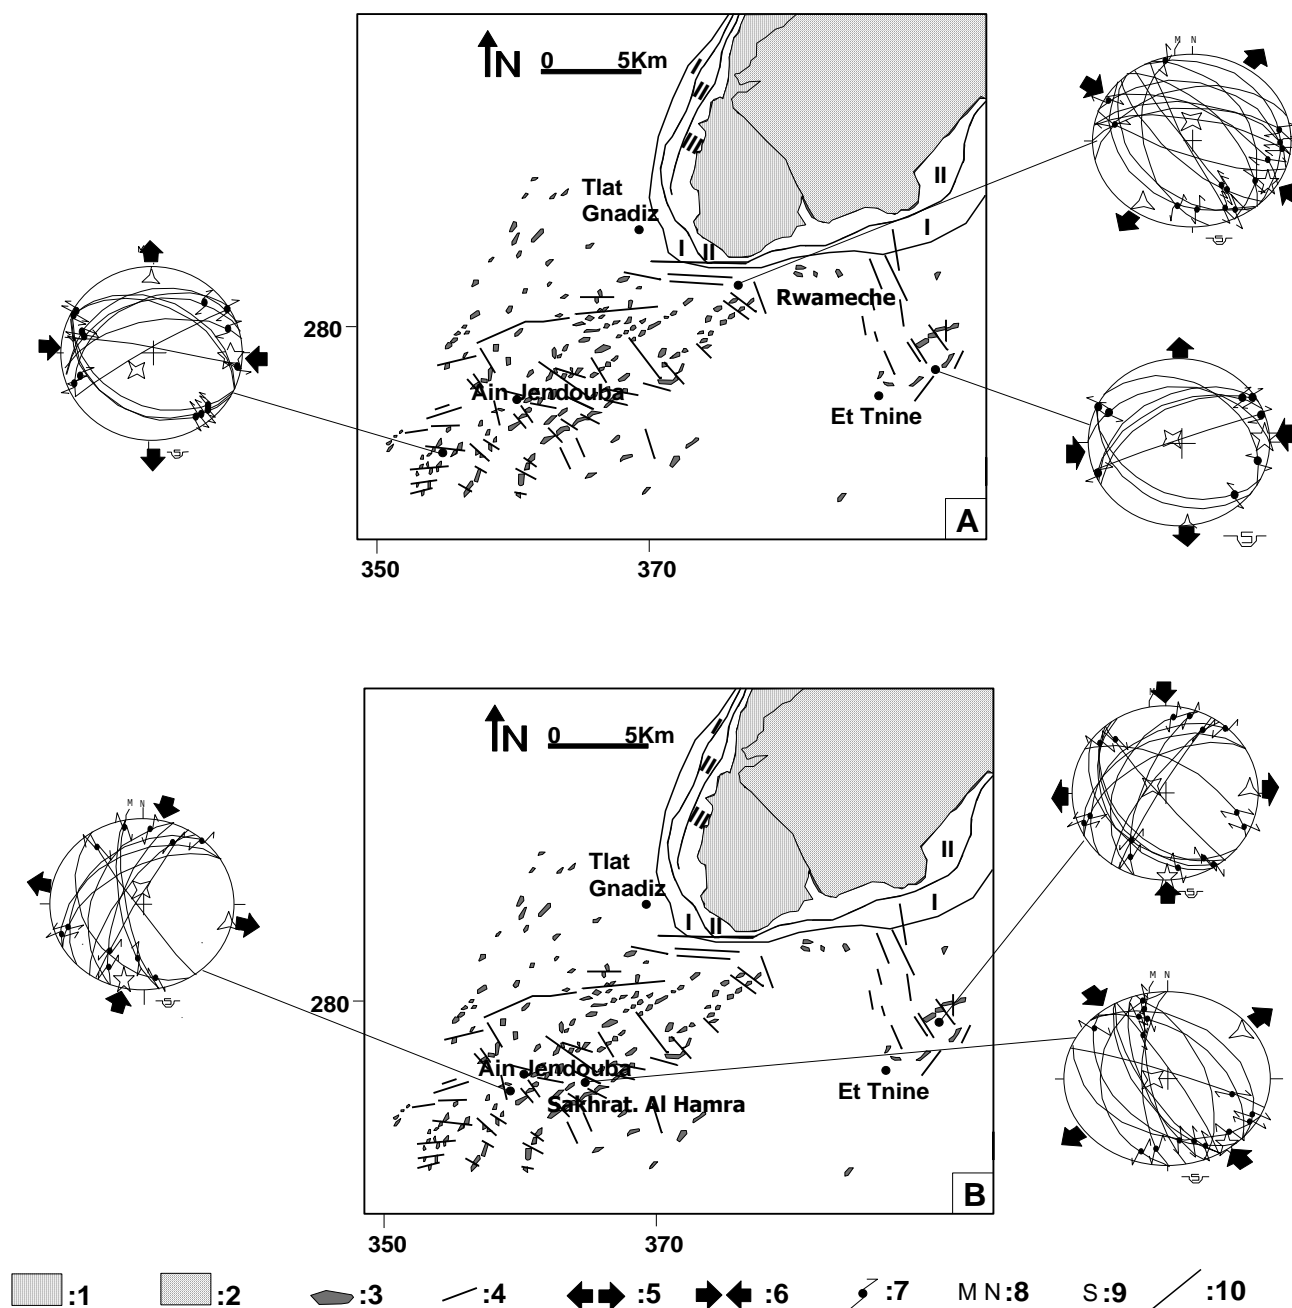 N
0 5Km
M N
I
II
III
II
Tlat
Gnadiz
I
I II
M
Rwameche
280
Ain Jendouba
Et Tnine
S
S
S
A
350 370
N
0 5Km
M
I
II
M N
III
II
Tlat
Gnadiz
I
I II
S
M N
280
S
Ain Jendouba
Et Tnine
Sakhrat. Al Hamra
S
B
350 370
:1 :2 :3 :4 :5 :6 :7 M N :8 S :9 :10